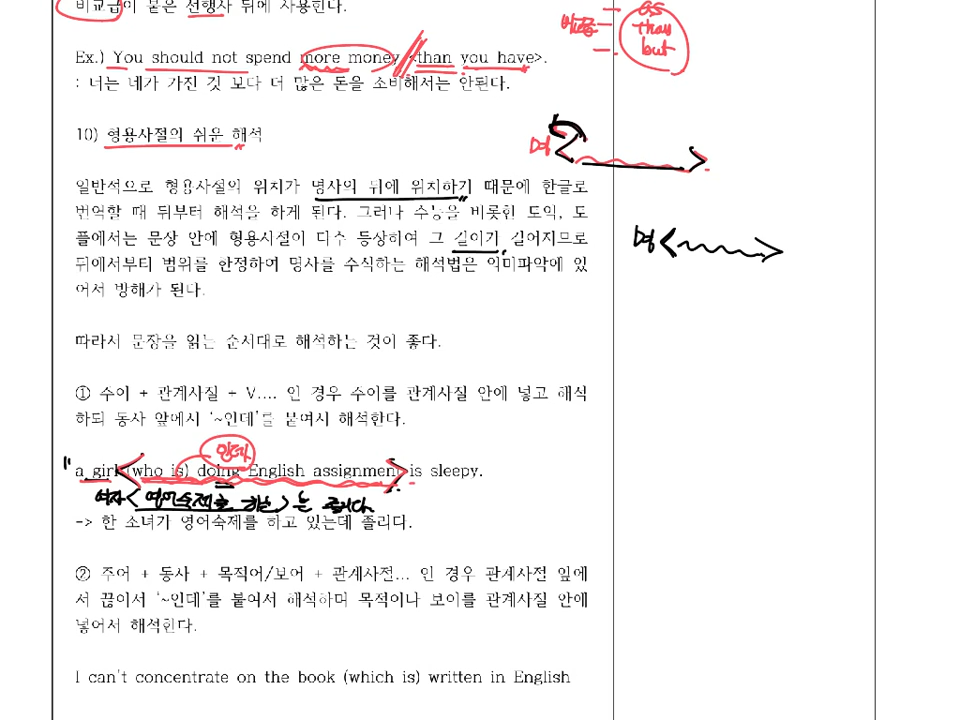 비교급이 붙은 선행사 뒤에 사용한다.
비교급
as
than
but
Ex.) You should not spend more money <than you have>.
: 너는 네가 가진 것 보다 더 많은 돈을 소비해서는 안된다.
10) 형용사절의 쉬운 해석
명
일반적으로 형용사절의 위치가 명사의 뒤에 위치하기 때문에 한글로
번역할 때 뒤부터 해석을 하게 된다. 그러나 수능을 비롯한 토익, 토
플에서는 문장 안에 형용사절이 다수 등장하여 그 길이가 길어지므로
명
뒤에서부터 범위를 한정하여 명사를 수식하는 해석법은 의미파악에 있
어서 방해가 된다.
따라서 문장을 읽는 순서대로 해석하는 것이 좋다.
① 주어 + 관계사절 + V.... 인 경우 주어를 관계사절 안에 넣고 해석
하되 동사 앞에서 '~인데'를 붙여서 해석한다.
인데
a girl (who is) doing English assignment is sleepy.
여자 < 영어숙제를 하는 > 는 졸리다.
-> 한 소녀가 영어숙제를 하고 있는데 졸리다.
② 주어 + 동사 + 목적어/보어 + 관계사절... 인 경우 관계사절 앞에
서 끊어서 '~인데'를 붙여서 해석하며 목적이나 보어를 관계사절 안에
넣어서 해석한다.
I can't concentrate on the book (which is) written in English